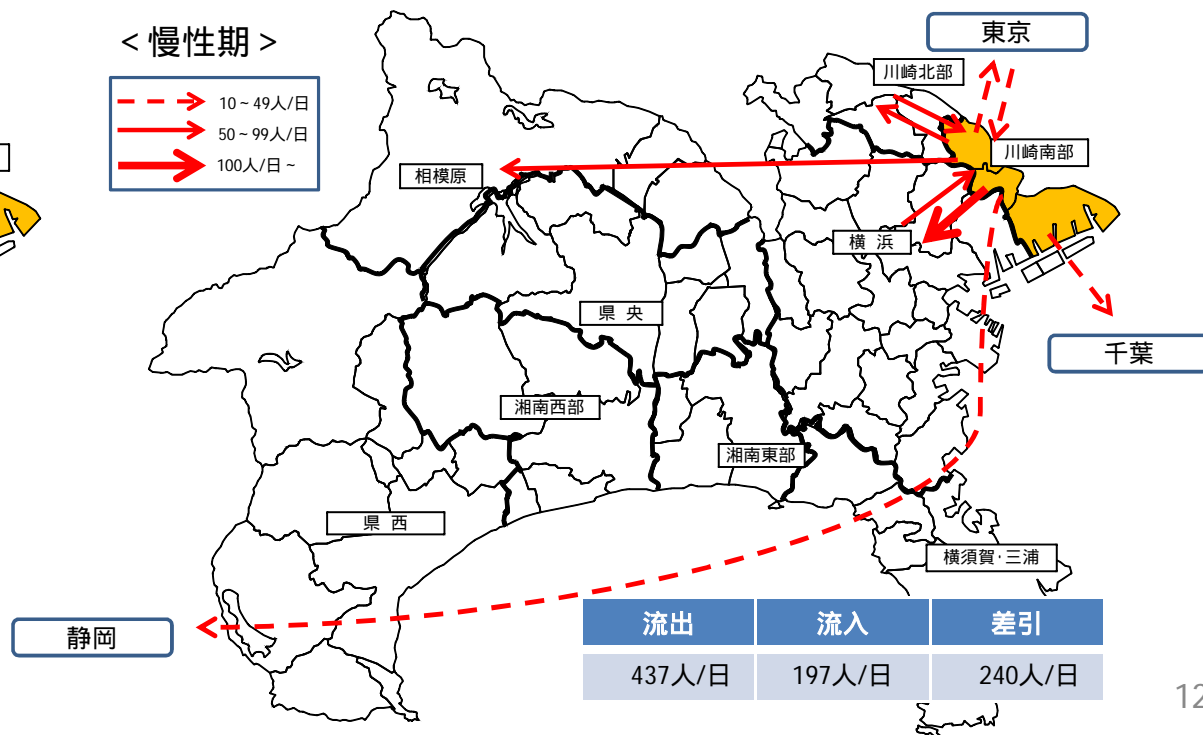 ＜慢性期＞
10～49人/日
50～99人/日
100人/日～
東京
川崎北部
川崎南部
相模原
横 浜
県 央
千葉
湘南西部
湘南東部
県 西
横須賀・三浦
静岡
流出 流入 差引
437人/日 197人/日 240人/日
12